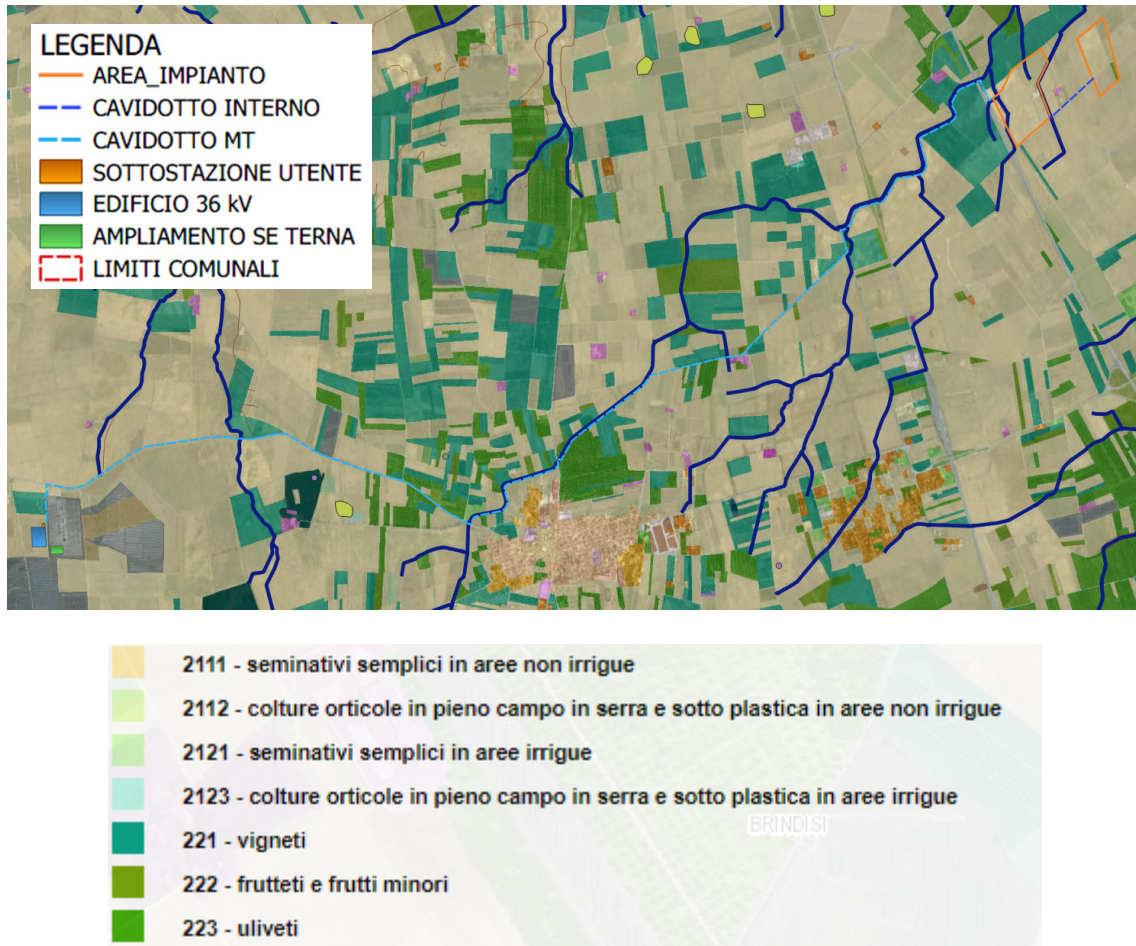 LEGENDA
AREA_IMPIANTO
CAVIDOTTO INTERNO
CAVIDOTTO MT
SOTTOSTAZIONE UTENTE
EDIFICIO 36 kV
AMPLIAMENTO SE TERNA
LIMITI COMUNALI
2111 - seminativi semplici in aree non irrigue
2112 - colture orticole in pieno campo in serra e sotto plastica in aree non irrigue
2121 - seminativi semplici in aree irrigue
2123 - colture orticole in pieno campo in serra e sotto plastica in aree irrigue
BRINDISI
221 - vigneti
222 - frutteti e frutti minori
223 - uliveti